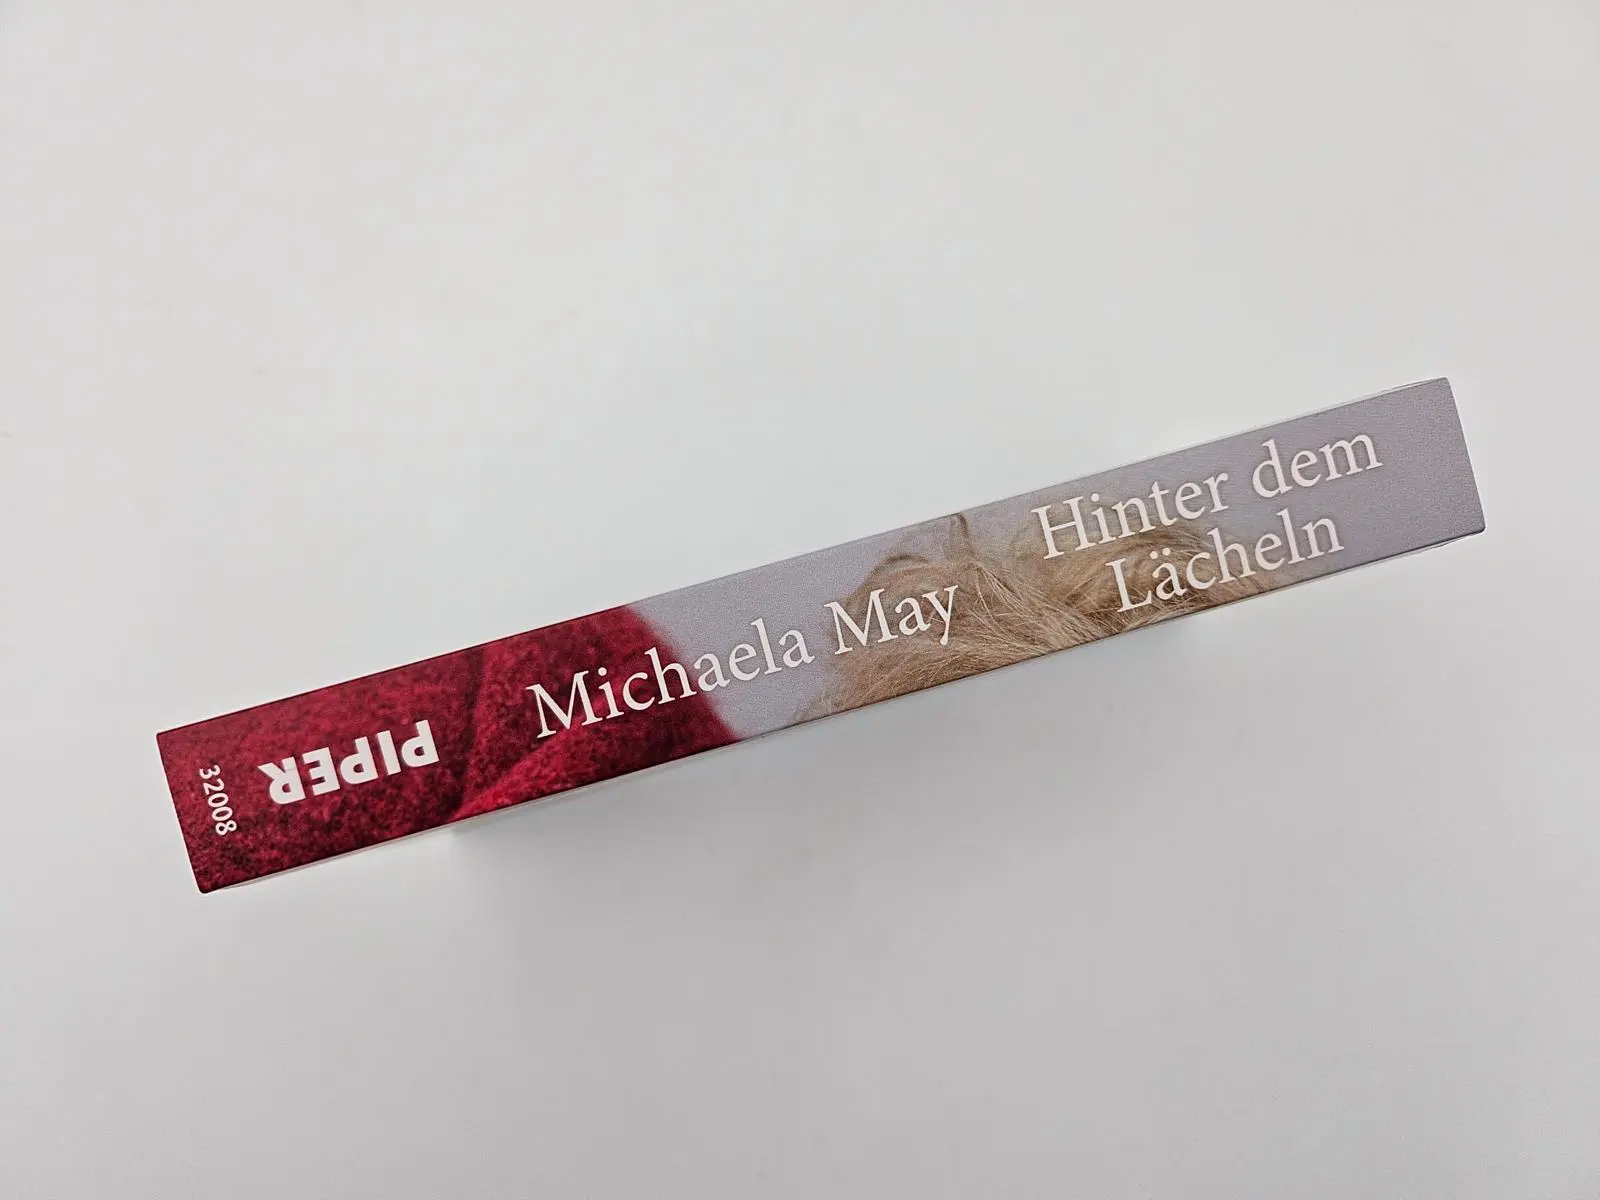 Michaela May
Hinter dem
Lächeln
PIPER
32008